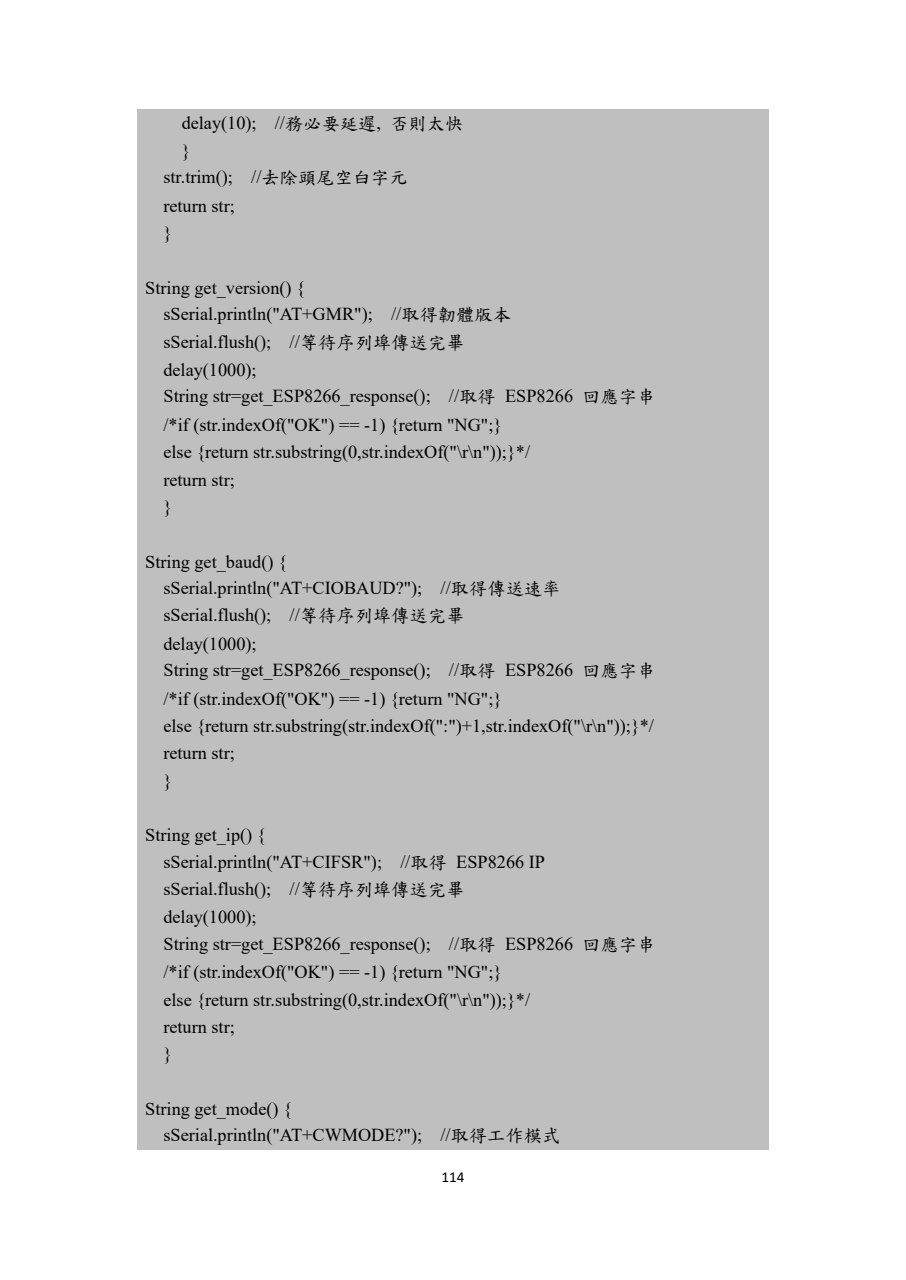 delay(10);    //務必要延遲, 否則太快
}
str.trim();    //去除頭尾空白字元
return str;
}
String get_version() {
sSerial.println("AT+GMR");    //取得韌體版本
sSerial.flush();    //等待序列埠傳送完畢
delay(1000);
String str=get_ESP8266_response();    //取得 ESP8266 回應字串
/*if (str.indexOf("OK") == -1) {return "NG";}
else {return str.substring(0,str.indexOf("\r\n"));}*/
return str;
}
String get_baud() {
sSerial.println("AT+CIOBAUD?");    //取得傳送速率
sSerial.flush();    //等待序列埠傳送完畢
delay(1000);
String str=get_ESP8266_response();    //取得 ESP8266 回應字串
/*if (str.indexOf("OK") == -1) {return "NG";}
else {return str.substring(str.indexOf(":")+1,str.indexOf("\r\n"));}*/
return str;
}
String get_ip() {
sSerial.println("AT+CIFSR");    //取得 ESP8266 IP
sSerial.flush();    //等待序列埠傳送完畢
delay(1000);
String str=get_ESP8266_response();    //取得 ESP8266 回應字串
/*if (str.indexOf("OK") == -1) {return "NG";}
else {return str.substring(0,str.indexOf("\r\n"));}*/
return str;
}
String get_mode() {
sSerial.println("AT+CWMODE?");    //取得工作模式
114